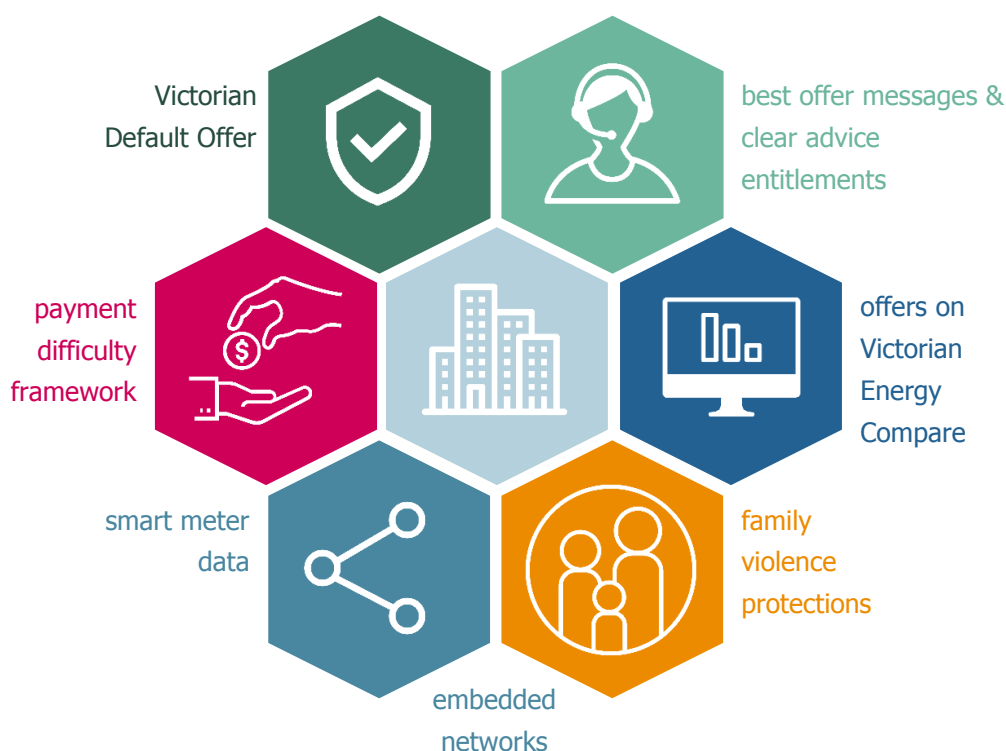 Victorian
Default Offer
best offer messages &
clear advice
entitlements
payment
difficulty
framework
$
offers on
Victorian
Energy
Compare
smart meter
data
family
violence
protections
embedded
networks